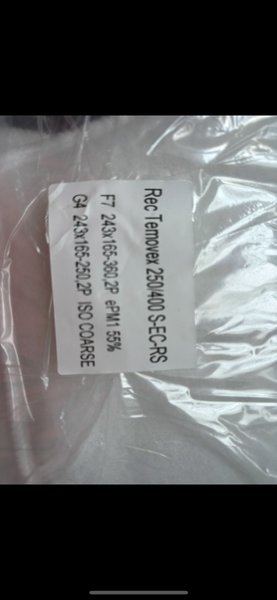 Rec Temovex 250/400 S-EC-RS
F7 243x165-360,2P ePM1 55%
G4 243x165-250,2P ISO COARSE